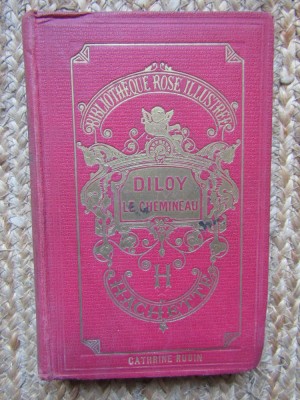 BIBLIOTHÈQUE ROSE ILLUSTRÉE
DILOY
LE CHEMINEAU
H
HACHETTE
CATHRINE RUDIN